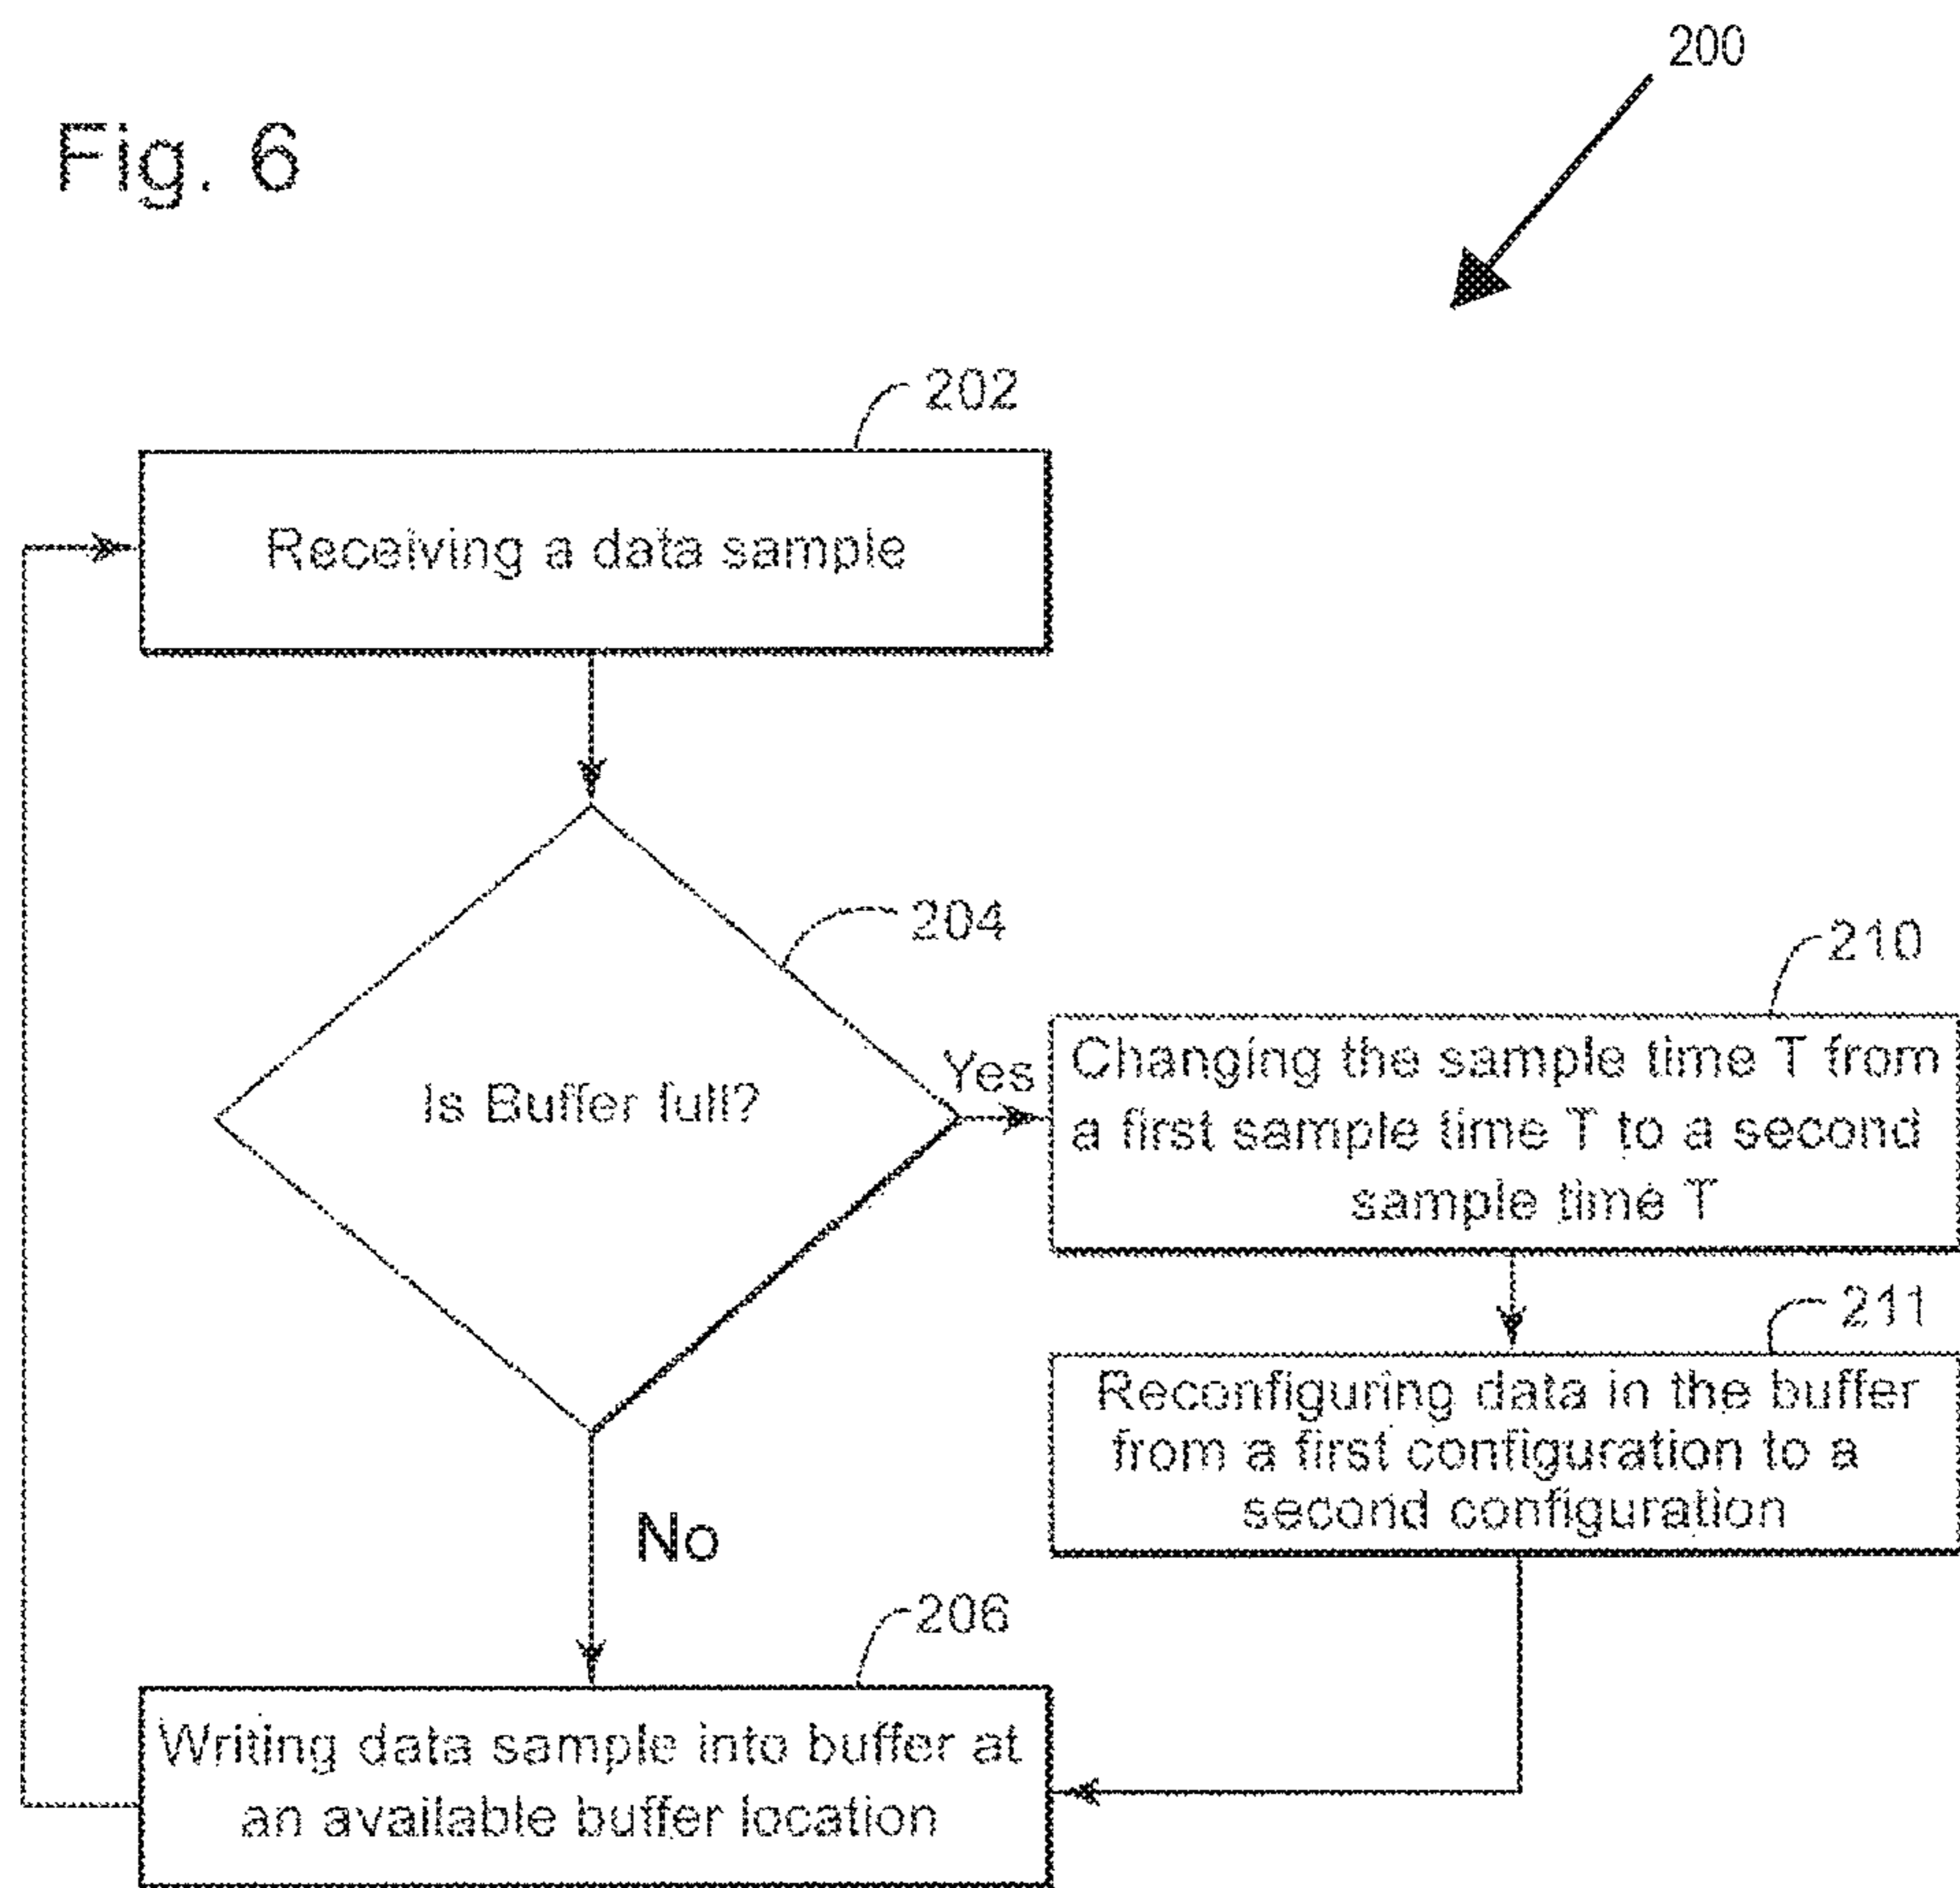 200
Fig. 6
202
Receiving a data sample
204
Is Buffer full?
Yes
210
Changing the sample time T from
a first sample time T to a second
sample time T
211
Reconfiguring data in the buffer
from a first configuration to a
second configuration
No
206
Writing data sample into buffer at
an available buffer location